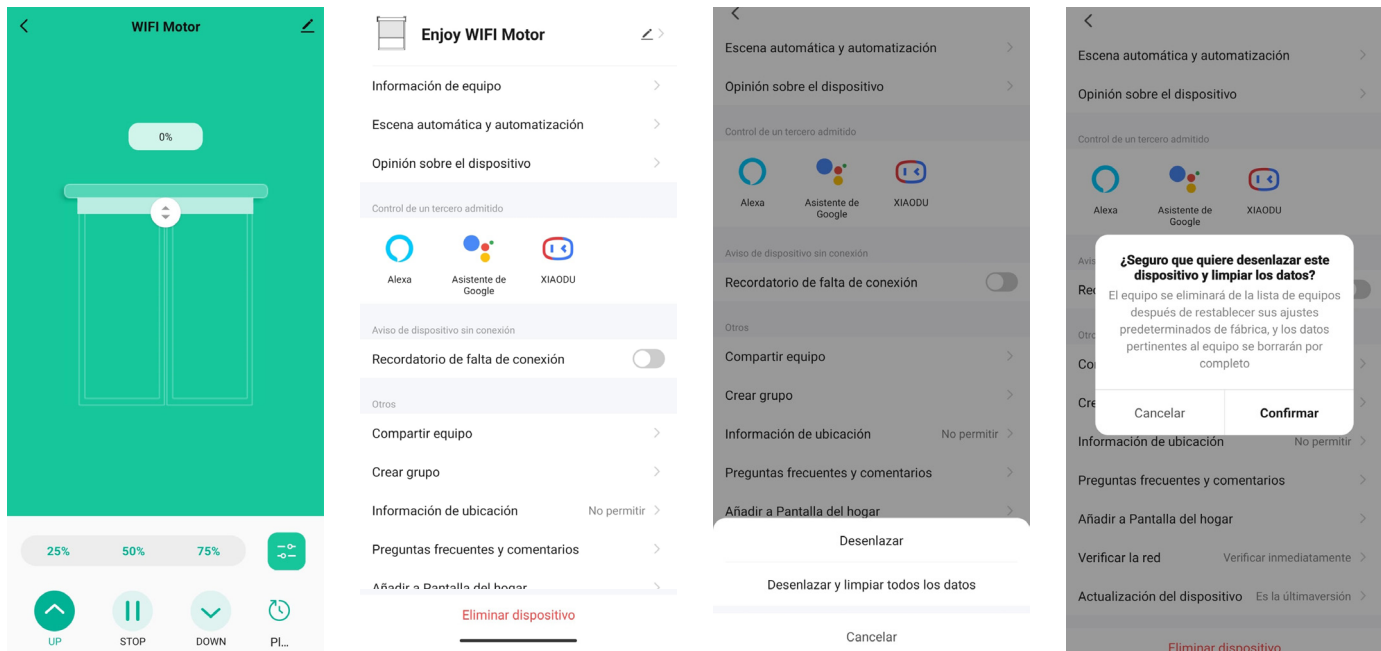 WIFI Motor
0%
25% 50% 75%
UP STOP DOWN Pl...
Enjoy WIFI Motor
Información de equipo
Escena automática y automatización
Opinión sobre el dispositivo
Control de un tercero admitido
Alexa Asistente de XIAODU
Google
Aviso de dispositivo sin conexión
Recordatorio de falta de conexión
Otros
Compartir equipo
Crear grupo
Información de ubicación No permitir
Preguntas frecuentes y comentarios
Añadir a Pantalla del hogar
Eliminar dispositivo
Escena automática y automatización
Opinión sobre el dispositivo
Control de un tercero admitido
Alexa Asistente de XIAODU
Google
Aviso de dispositivo sin conexión
Recordatorio de falta de conexión
Otros
Compartir equipo
Crear grupo
Información de ubicación No permitir
Preguntas frecuentes y comentarios
Añadir a Pantalla del hogar
Desenlazar
Desenlazar y limpiar todos los datos
Cancelar
Escena automática y automatización
Opinión sobre el dispositivo
Control de un tercero admitido
Alexa Asistente de XIAODU
Google
¿Seguro que quiere desenlazar este
dispositivo y limpiar los datos?
El equipo se eliminará de la lista de equipos
después de restablecer sus ajustes
predeterminados de fábrica, y los datos
pertinentes al equipo se borrarán por
completo
Cancelar Confirmar
Información de ubicación No permitir
Preguntas frecuentes y comentarios
Añadir a Pantalla del hogar
Verificar la red Verificar inmediatamente
Actualización del dispositivo Es la últimaversión
Eliminar dispositivo